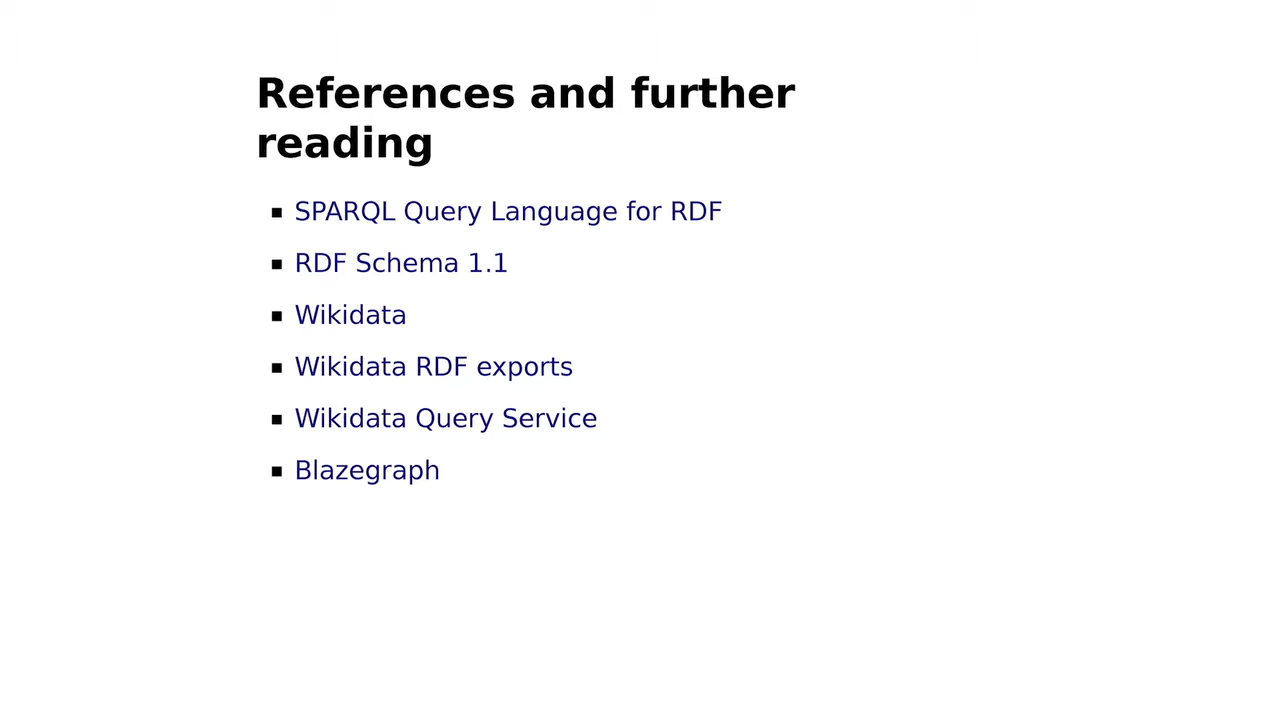 References and further
reading
SPARQL Query Language for RDF
RDF Schema 1.1
Wikidata
Wikidata RDF exports
Wikidata Query Service
Blazegraph